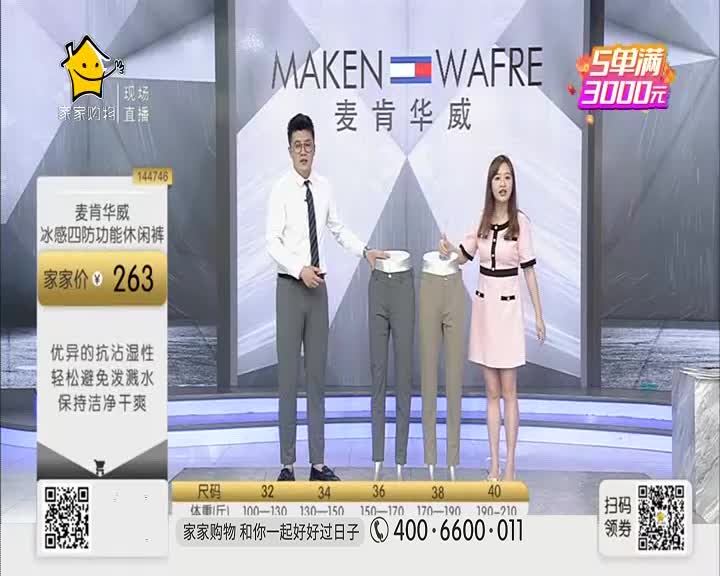 MAKEN WAFRE
麦肯华威
家家购物
现场
直播
5单满
3000元
144746
麦肯华威
冰感四防功能休闲裤
家家价 ¥ 263
优异的抗沾湿性
轻松避免泼溅水
保持洁净干爽
尺码 32 34 36 38 40
体重(斤) 100—130 130—150 150—170 170—190 190-210
家家购物 和你一起好好过日子 400·6600·011
扫码
领券